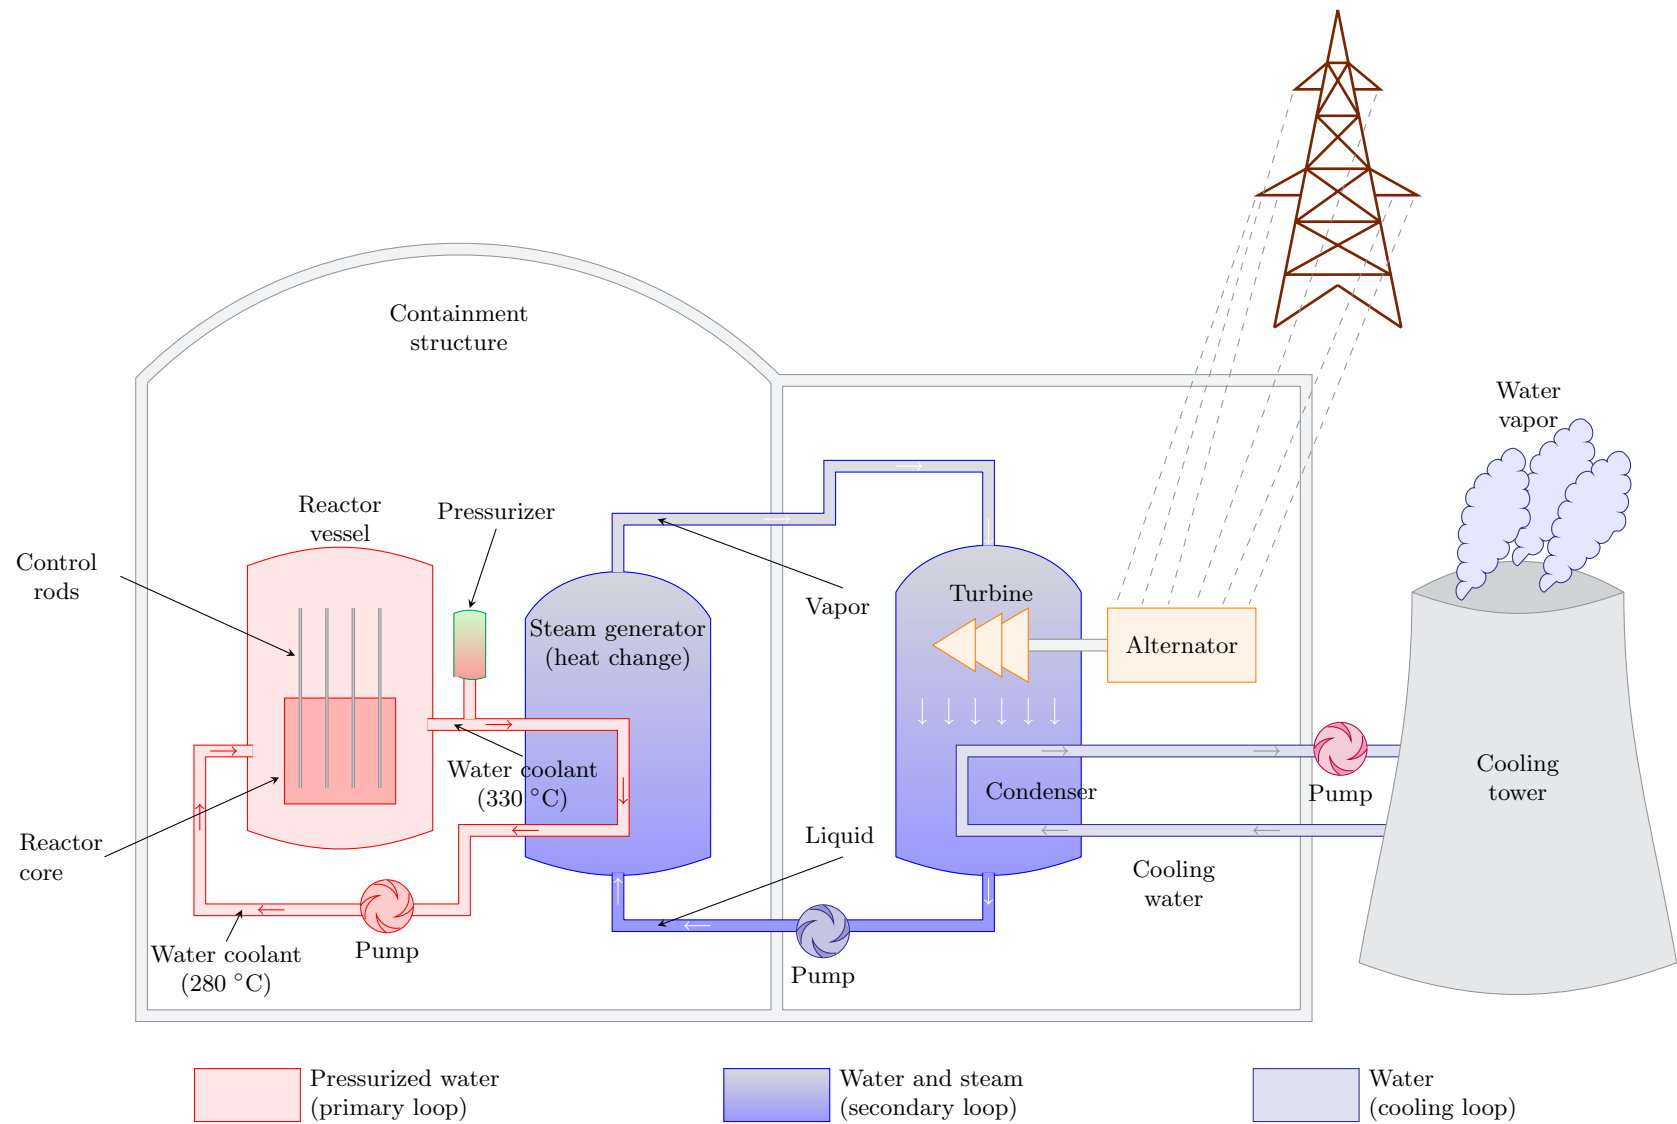 Containment
structure
Water
vapor
Reactor
vessel
Pressurizer
Control
rods
Vapor
Turbine
Steam generator
(heat change)
Alternator
Water coolant
(330 °C)
Condenser
Cooling
tower
Pump
Liquid
Reactor
core
Cooling
water
Water coolant
(280 °C)
Pump
Pump
Pressurized water
(primary loop)
Water and steam
(secondary loop)
Water
(cooling loop)